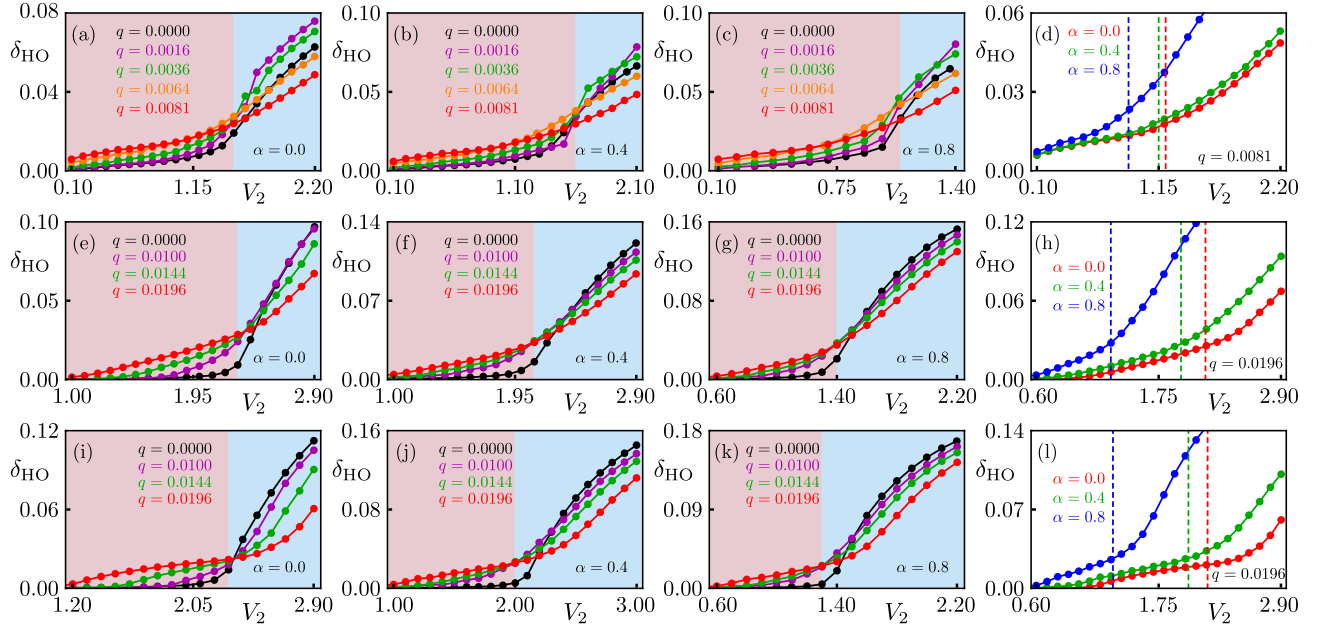 0.08
δHO
0.04
0.00
(a)
q = 0.0000
q = 0.0016
q = 0.0036
q = 0.0064
q = 0.0081
α = 0.0
0.10
1.15
V2
2.20
0.10
δHO
0.05
0.00
(b)
q = 0.0000
q = 0.0016
q = 0.0036
q = 0.0064
q = 0.0081
α = 0.4
0.10
1.10
V2
2.10
0.10
δHO
0.05
0.00
(c)
q = 0.0000
q = 0.0016
q = 0.0036
q = 0.0064
q = 0.0081
α = 0.8
0.10
0.75
V2
1.40
0.06
δHO
0.03
0.00
(d)
α = 0.0
α = 0.4
α = 0.8
q = 0.0081
0.10
1.15
V2
2.20
0.10
δHO
0.05
0.00
(e)
q = 0.0000
q = 0.0100
q = 0.0144
q = 0.0196
α = 0.0
1.00
1.95
V2
2.90
0.14
δHO
0.07
0.00
(f)
q = 0.0000
q = 0.0100
q = 0.0144
q = 0.0196
α = 0.4
1.00
1.95
V2
2.90
0.16
δHO
0.08
0.00
(g)
q = 0.0000
q = 0.0100
q = 0.0144
q = 0.0196
α = 0.8
0.60
1.40
V2
2.20
0.12
δHO
0.06
0.00
(h)
α = 0.0
α = 0.4
α = 0.8
q = 0.0196
0.60
1.75
V2
2.90
0.12
δHO
0.06
0.00
(i)
q = 0.0000
q = 0.0100
q = 0.0144
q = 0.0196
α = 0.0
1.20
2.05
V2
2.90
0.16
δHO
0.08
0.00
(j)
q = 0.0000
q = 0.0100
q = 0.0144
q = 0.0196
α = 0.4
1.00
2.00
V2
3.00
0.18
δHO
0.09
0.00
(k)
q = 0.0000
q = 0.0100
q = 0.0144
q = 0.0196
α = 0.8
0.60
1.40
V2
2.20
0.14
δHO
0.07
0.00
(l)
α = 0.0
α = 0.4
α = 0.8
q = 0.0196
0.60
1.75
V2
2.90